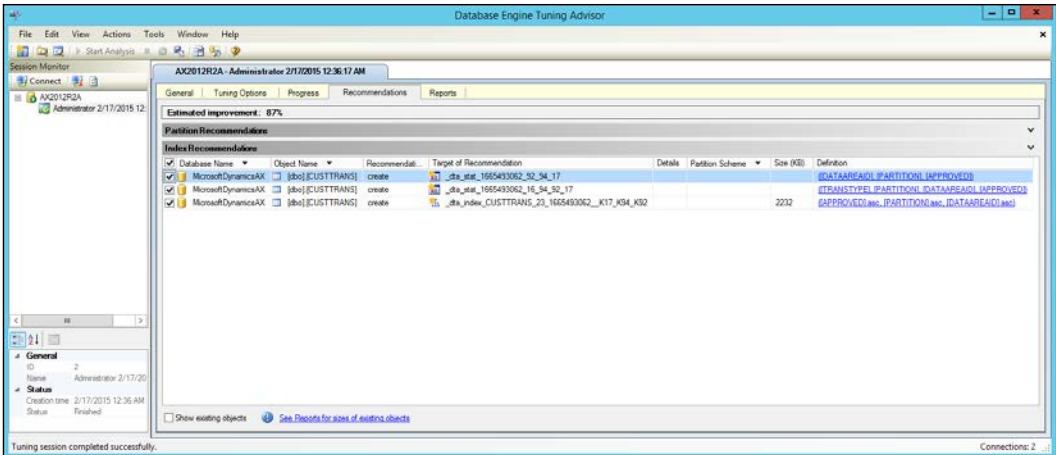 Database Engine Tuning Advisor
File Edit View Actions Tools Window Help
Start Analysis
Session Monitor
Connect
AX2012R2A
Administrator 2/17/2015 12:
AX2012R2A - Administrator 2/17/2015 12:36:17 AM
General Tuning Options Progress Recommendations Reports
Estimated improvement: 87%
Partition Recommendations
Index Recommendations
Database Name Object Name Recommendati... Target of Recommendation Details Partition Scheme Size (KB) Definition
MicrosoftDynamicsAX [dbo].[CUSTTRANS] create _dta_stat_1665493062_92_94_17 ([DATAAREAID], [PARTITION], [APPROVED])
MicrosoftDynamicsAX [dbo].[CUSTTRANS] create _dta_stat_1665493062_16_94_92_17 ([TRANSTYPE], [PARTITION], [DATAAREAID], [APPROVED])
MicrosoftDynamicsAX [dbo].[CUSTTRANS] create _dta_index_CUSTTRANS_23_1665493062__K17_K94_K92 2232 ([APPROVED] asc, [PARTITION] asc, [DATAAREAID] asc)
General
ID 2
Name Administrator 2/17/20
Status
Creation time 2/17/2015 12:36 AM
Status Finished
Show existing objects See Reports for sizes of existing objects
Tuning session completed successfully. Connections: 2